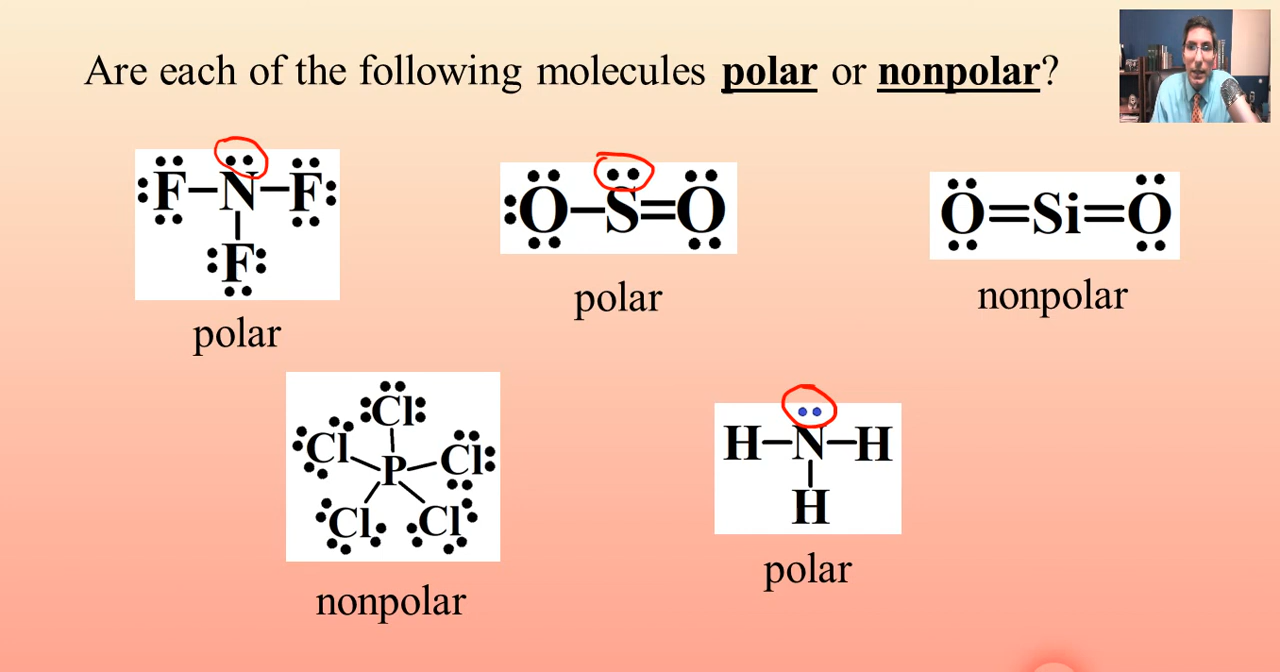 Are each of the following molecules polar or nonpolar?
:F–N–F:
F:
polar
:O–S=O
polar
O=Si=O
nonpolar
:Cl:
Cl P Cl:
Cl Cl
nonpolar
H–N–H
H
polar